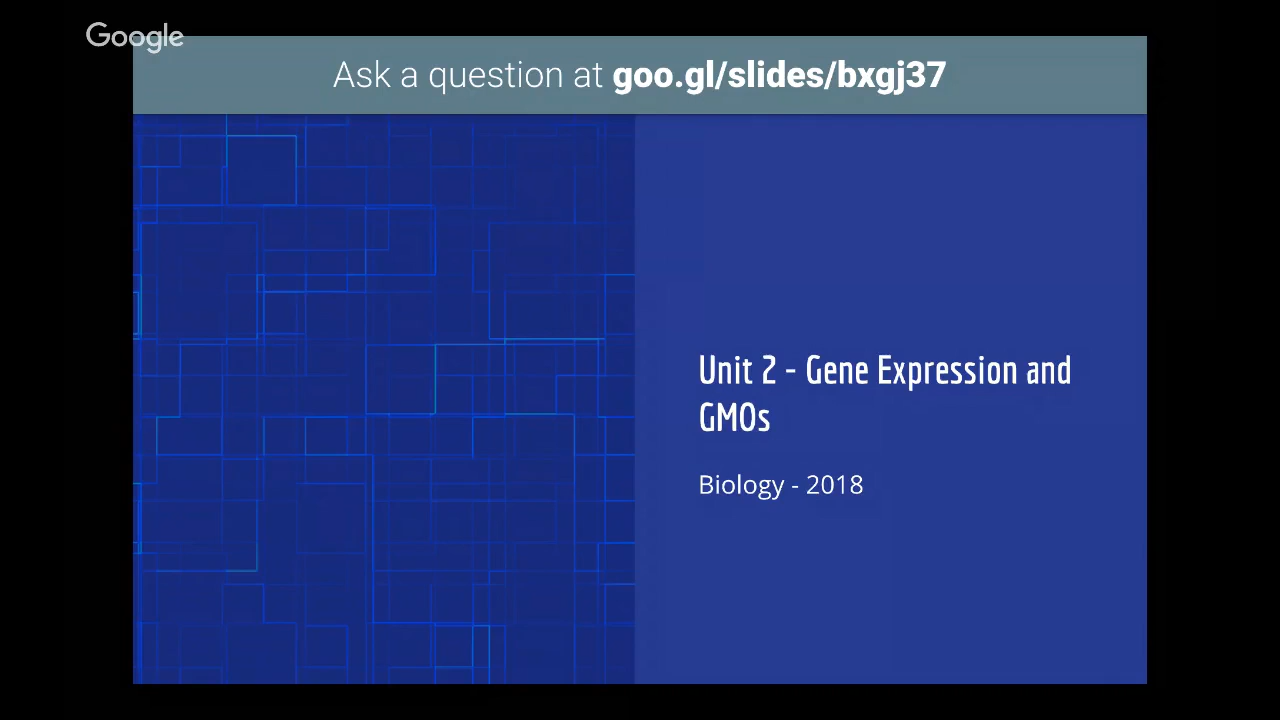 Google
Ask a question at goo.gl/slides/bxgj37
Unit 2 - Gene Expression and
GMOs
Biology - 2018